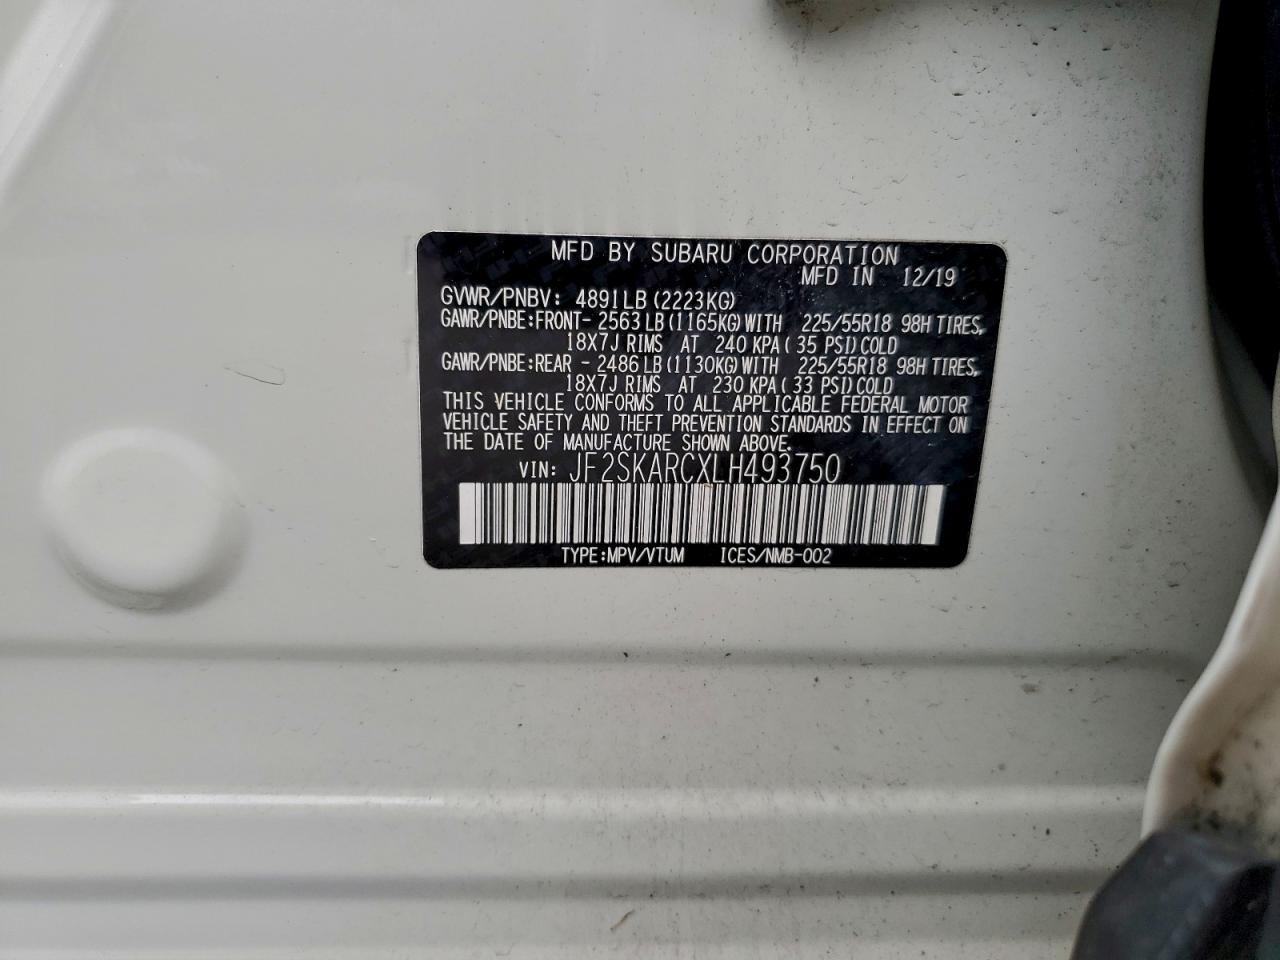 MFD BY SUBARU CORPORATION
MFD IN 12/19
GVWR/PNBV: 4891LB(2223KG)
GAWR/PNBE:FRONT- 2563LB(1165KG)WITH 225/55R18 98H TIRES,
18X7J RIMS AT 240 KPA( 35 PSI)COLD
GAWR/PNBE:REAR - 2486LB(1130KG)WITH 225/55R18 98H TIRES,
18X7J RIMS AT 230 KPA( 33 PSI)COLD
THIS VEHICLE CONFORMS TO ALL APPLICABLE FEDERAL MOTOR
VEHICLE SAFETY AND THEFT PREVENTION STANDARDS IN EFFECT ON
THE DATE OF MANUFACTURE SHOWN ABOVE.
VIN: JF2SKARCXLH493750
TYPE:MPV/VTUM ICES/NMB-002